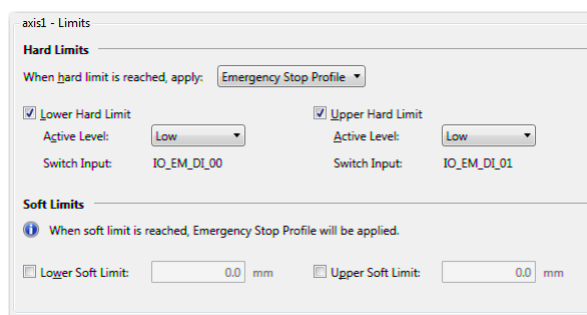 axis1 - Limits
Hard Limits
When hard limit is reached, apply: Emergency Stop Profile
Lower Hard Limit Upper Hard Limit
Active Level: Low Active Level: Low
Switch Input: IO_EM_DI_00 Switch Input: IO_EM_DI_01
Soft Limits
When soft limit is reached, Emergency Stop Profile will be applied.
Lower Soft Limit: 0.0 mm Upper Soft Limit: 0.0 mm